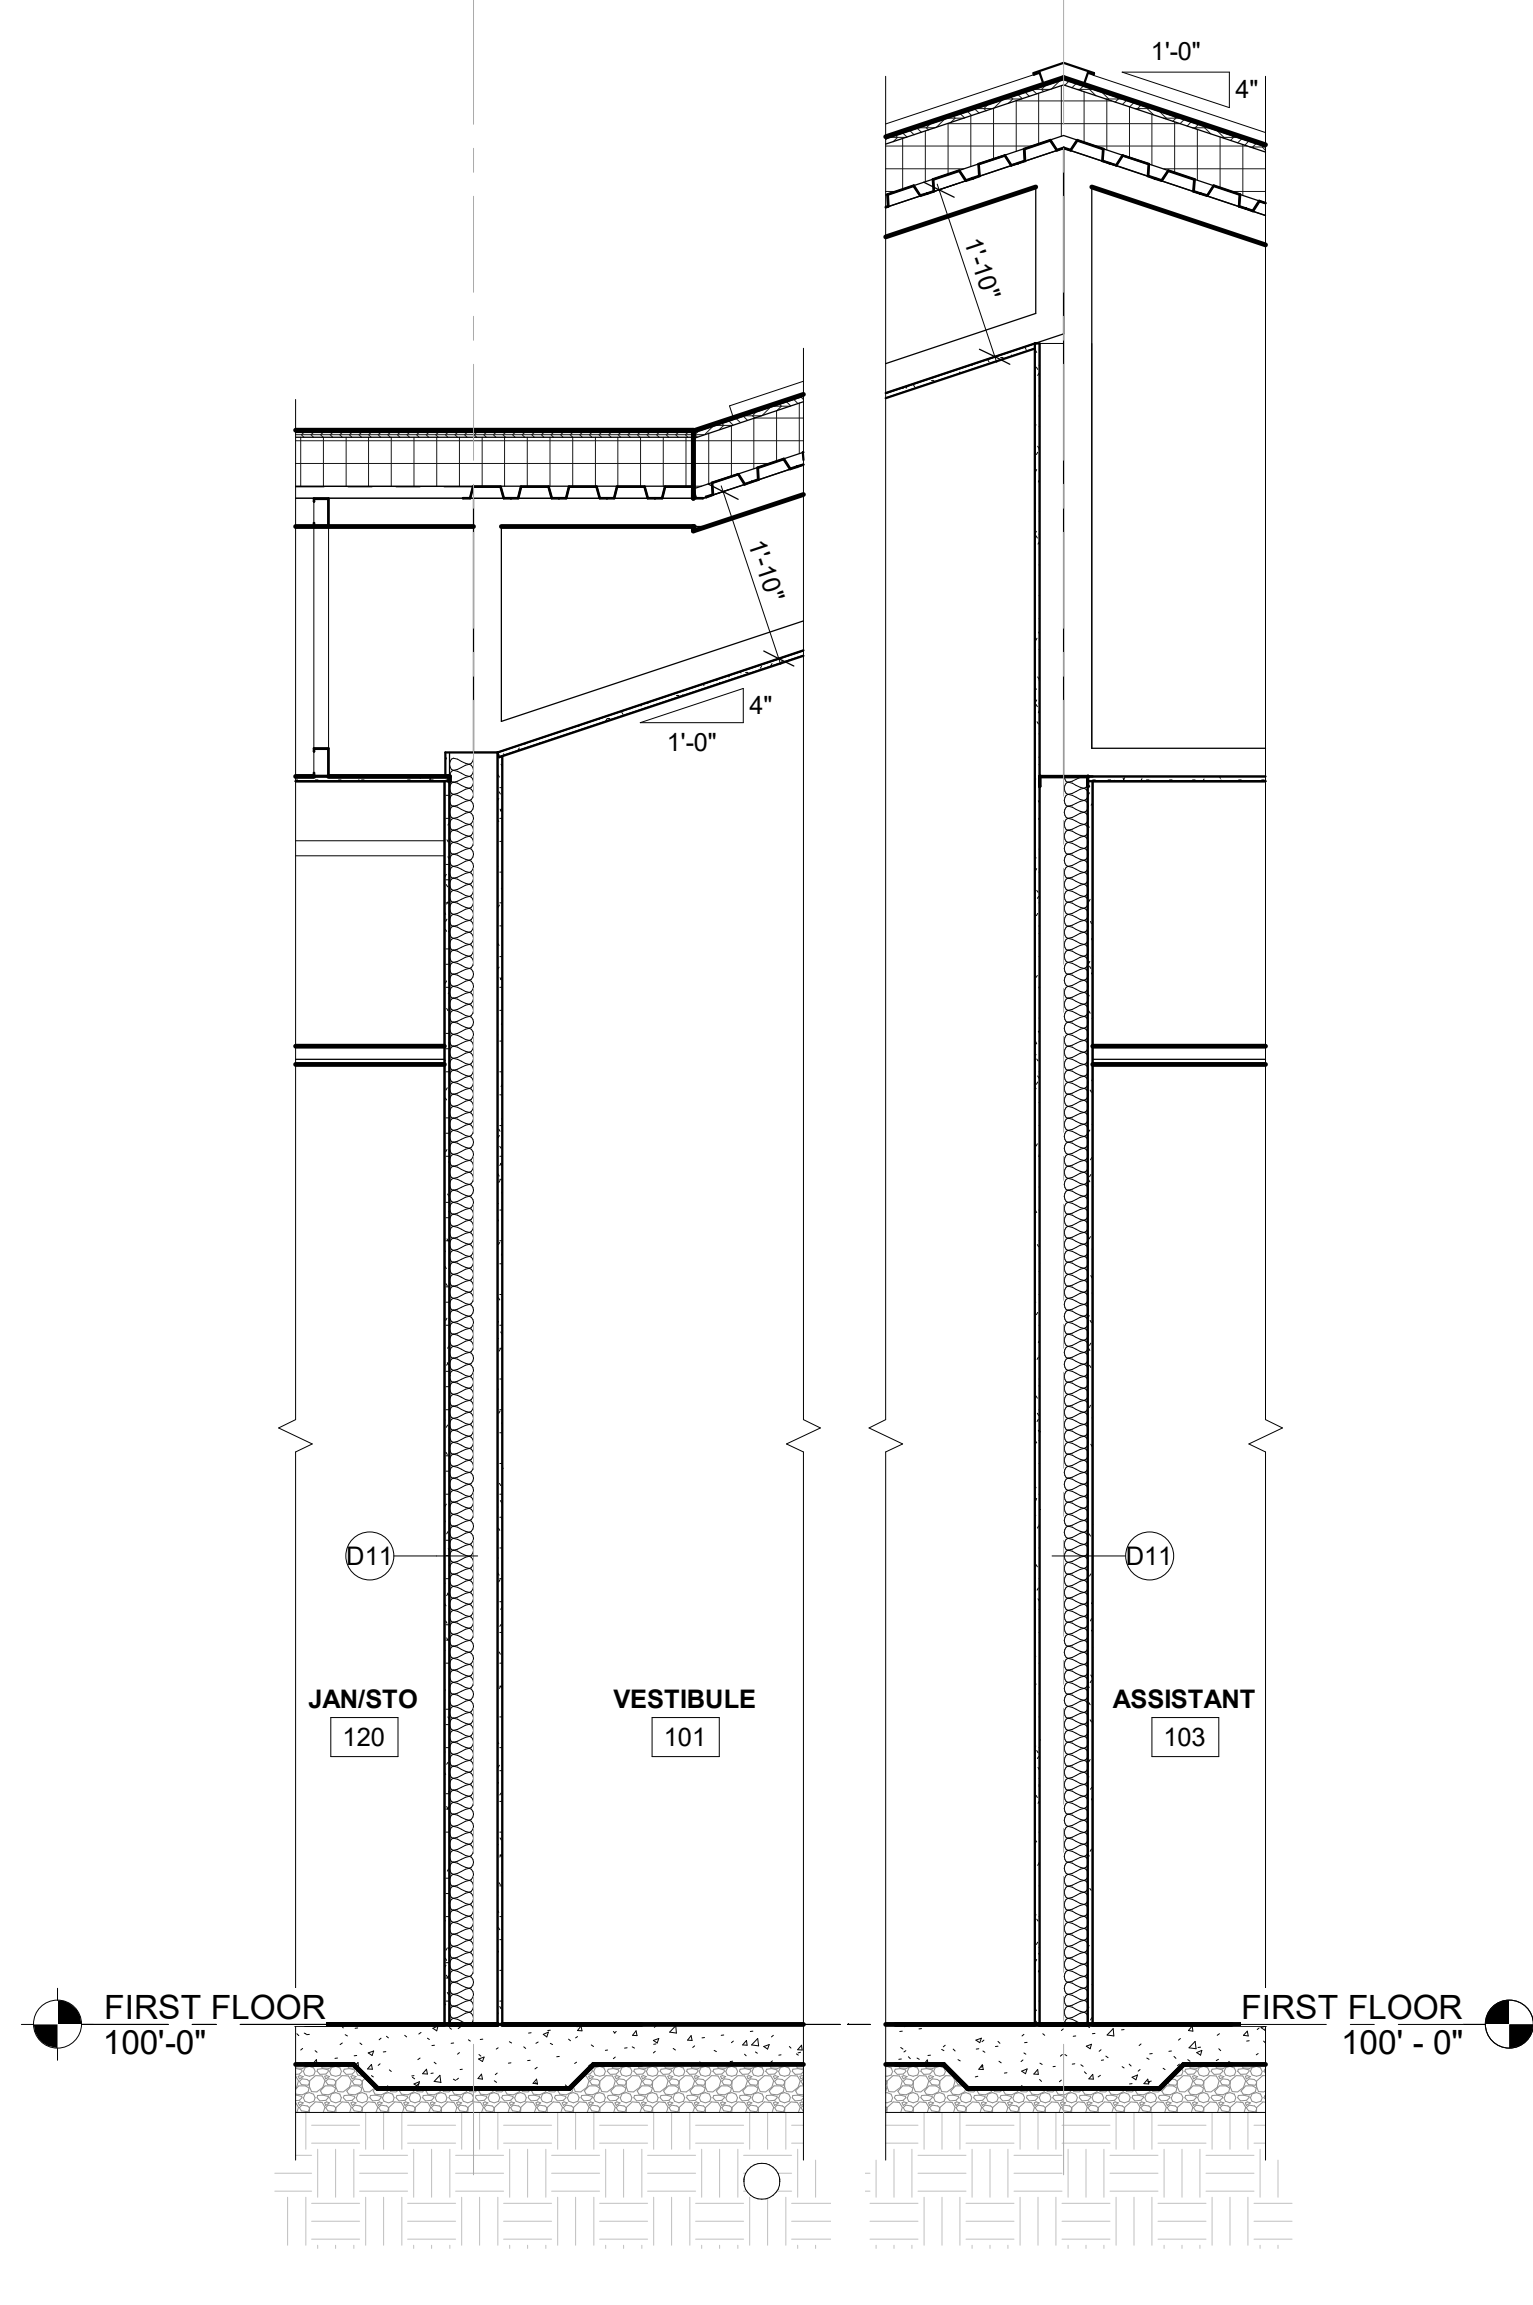 1'-0"
4"
1'-10"
1'-10"
4"
1'-0"
D11
D11
JAN/STO
120
VESTIBULE
101
ASSISTANT
103
FIRST FLOOR
100'-0"
FIRST FLOOR
100' - 0"